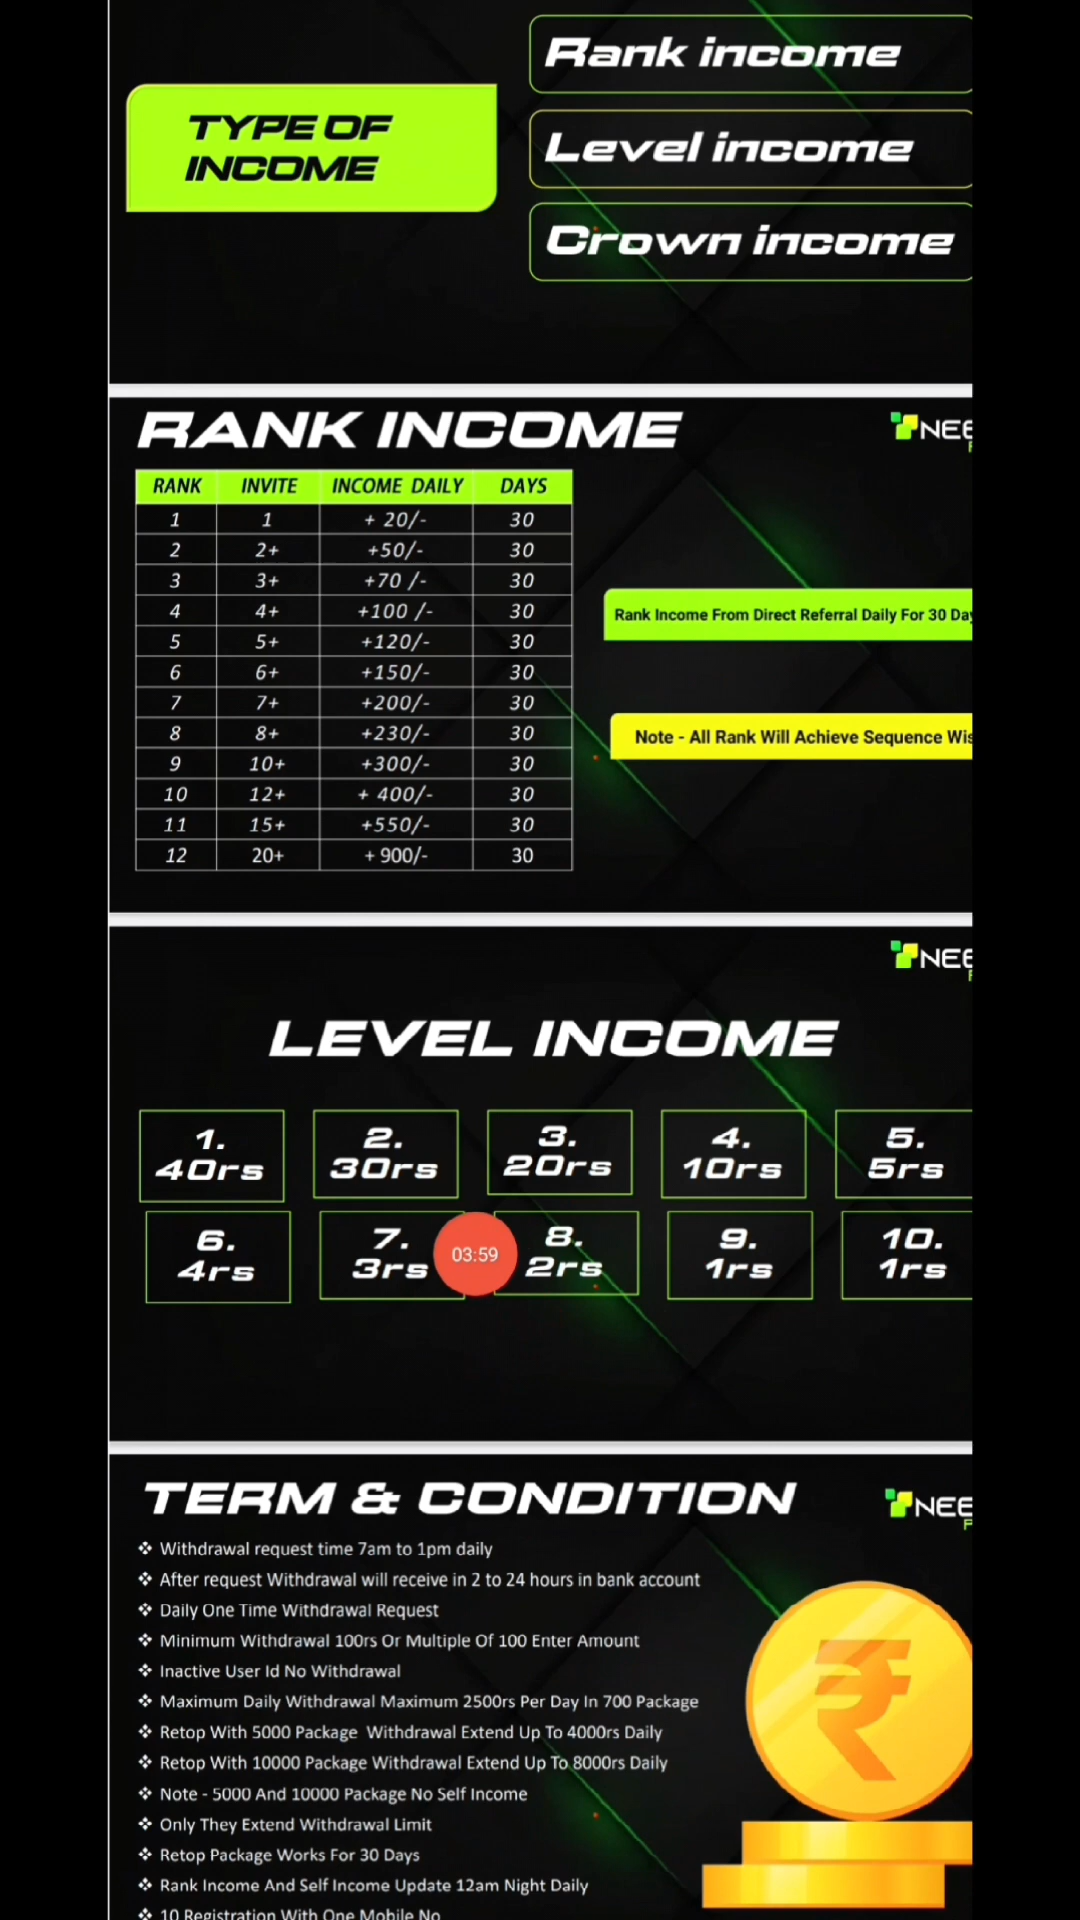 Rank income
TYPE OF
INCOME
Level income
Crown income
RANK INCOME
NEE
RANK INVITE INCOME DAILY DAYS
1 1 + 20/- 30
2 2+ +50/- 30
3 3+ +70 /- 30
4 4+ +100 /- 30
5 5+ +120/- 30
6 6+ +150/- 30
7 7+ +200/- 30
8 8+ +230/- 30
9 10+ +300/- 30
10 12+ + 400/- 30
11 15+ +550/- 30
12 20+ + 900/- 30
Rank Income From Direct Referral Daily For 30 Da
Note - All Rank Will Achieve Sequence Wis
NEE
LEVEL INCOME
1. 2. 3. 4. 5.
40rs 30rs 20rs 10rs 5rs
6. 7. 8. 9. 10.
4rs 3rs 2rs 1rs 1rs
03:59
TERM & CONDITION
NEE
❖ Withdrawal request time 7am to 1pm daily
❖ After request Withdrawal will receive in 2 to 24 hours in bank account
❖ Daily One Time Withdrawal Request
❖ Minimum Withdrawal 100rs Or Multiple Of 100 Enter Amount
❖ Inactive User Id No Withdrawal
❖ Maximum Daily Withdrawal Maximum 2500rs Per Day In 700 Package
❖ Retop With 5000 Package Withdrawal Extend Up To 4000rs Daily
❖ Retop With 10000 Package Withdrawal Extend Up To 8000rs Daily
❖ Note - 5000 And 10000 Package No Self Income
❖ Only They Extend Withdrawal Limit
❖ Retop Package Works For 30 Days
❖ Rank Income And Self Income Update 12am Night Daily
❖ 10 Registration With One Mobile No
₹